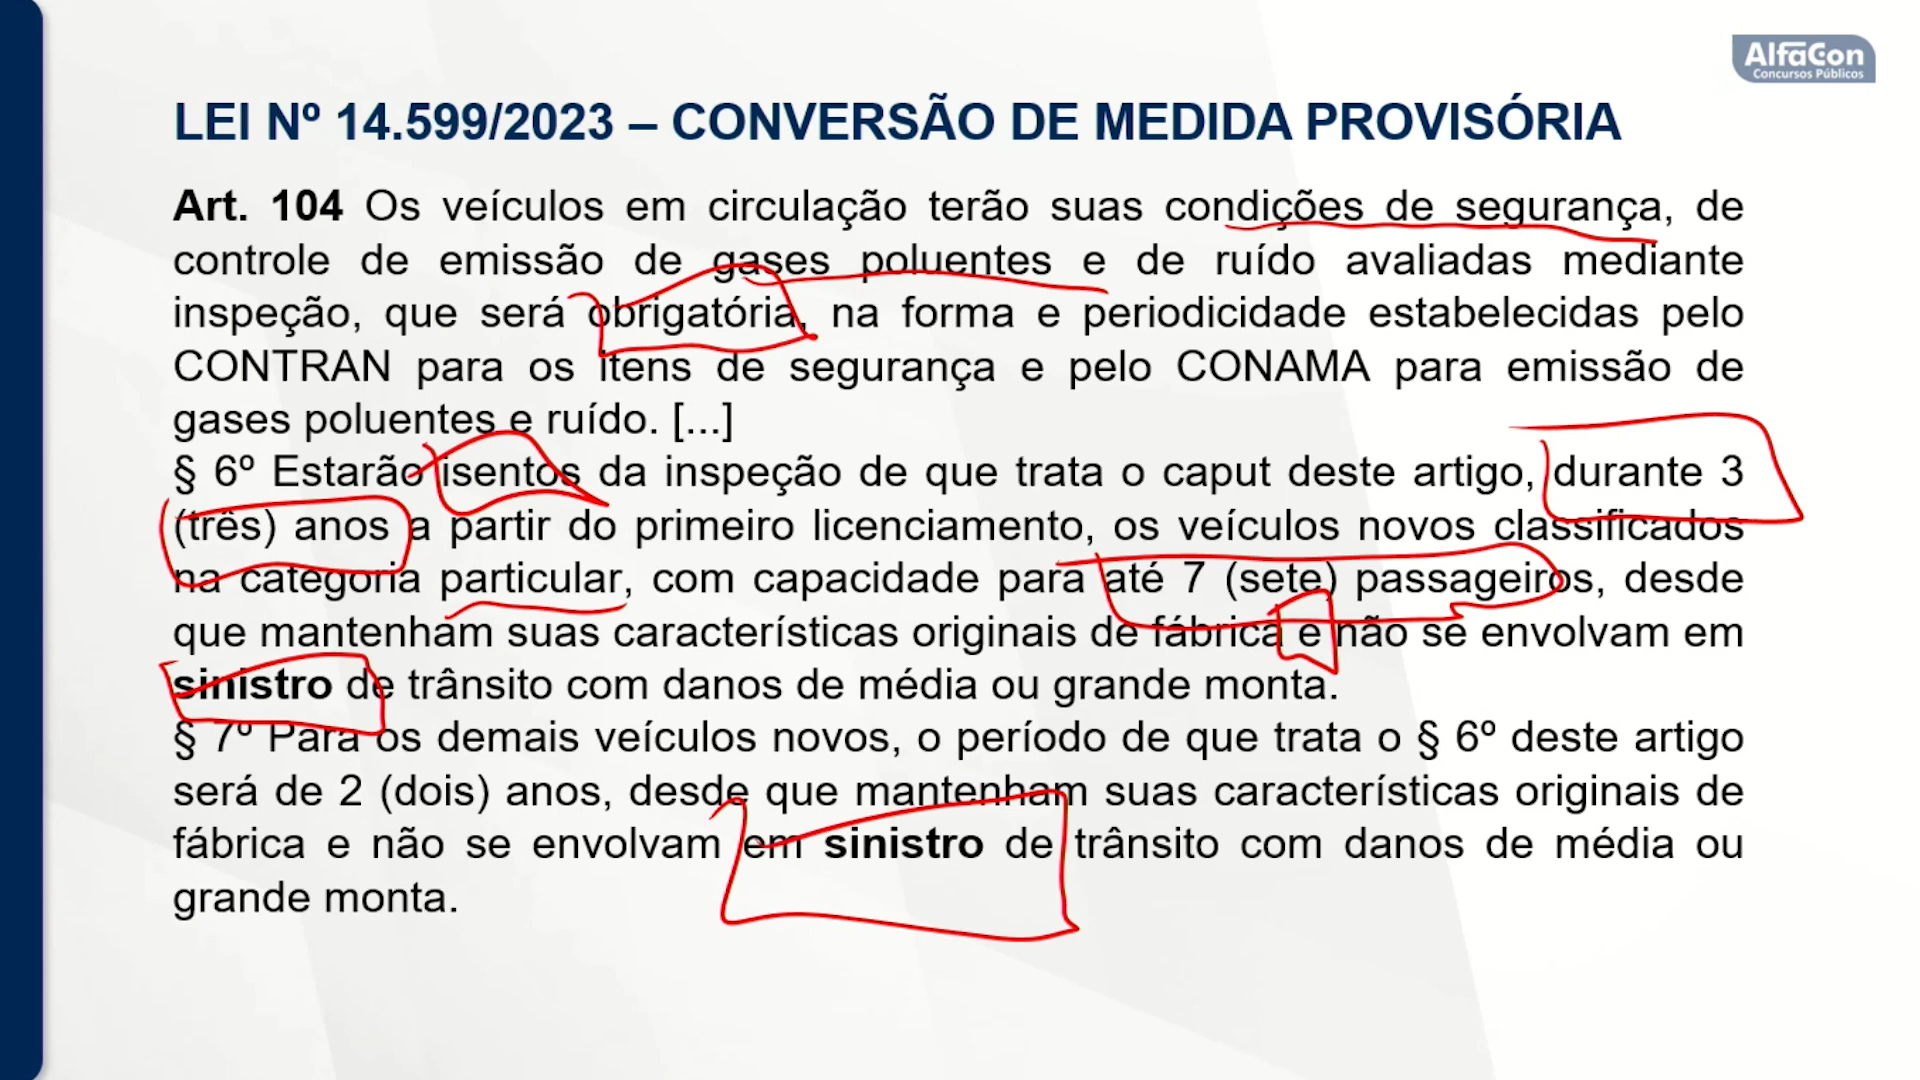 AlfaCon
Concursos Públicos
LEI Nº 14.599/2023 – CONVERSÃO DE MEDIDA PROVISÓRIA
Art. 104 Os veículos em circulação terão suas condições de segurança, de
controle de emissão de gases poluentes e de ruído avaliadas mediante
inspeção, que será obrigatória, na forma e periodicidade estabelecidas pelo
CONTRAN para os itens de segurança e pelo CONAMA para emissão de
gases poluentes e ruído. [...]
§ 6º Estarão isentos da inspeção de que trata o caput deste artigo, durante 3
(três) anos a partir do primeiro licenciamento, os veículos novos classificados
na categoria particular, com capacidade para até 7 (sete) passageiros, desde
que mantenham suas características originais de fábrica e não se envolvam em
sinistro de trânsito com danos de média ou grande monta.
§ 7º Para os demais veículos novos, o período de que trata o § 6º deste artigo
será de 2 (dois) anos, desde que mantenham suas características originais de
fábrica e não se envolvam em sinistro de trânsito com danos de média ou
grande monta.